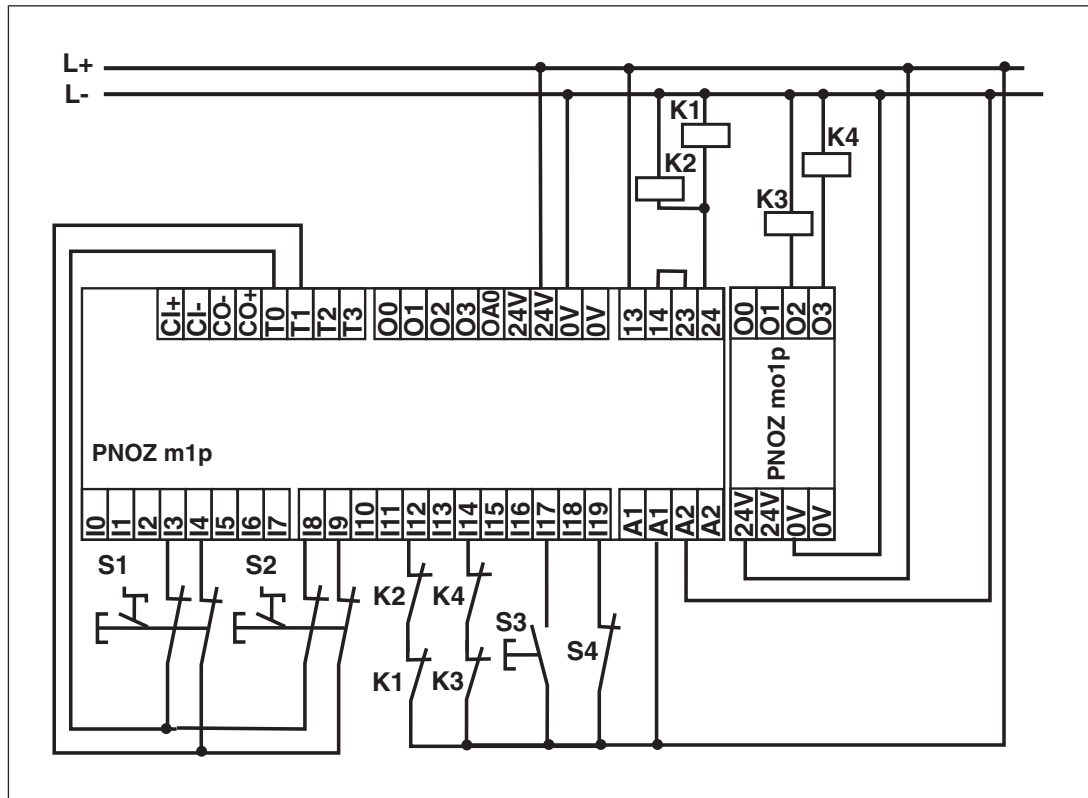 L+
L-
K1
K2
K4
K3
CI+ CI- CO- CO+ T0 T1 T2 T3 O0 O1 O2 O3 OA0 24V 24V 0V 0V 13 14 23 24 O0 O1 O2 O3
PNOZ m1p
PNOZ mo1p
I0 I1 I2 I3 I4 I5 I6 I7 I8 I9 I10 I11 I12 I13 I14 I15 I16 I17 I18 I19 A1 A1 A2 A2 24V 24V 0V 0V
S1 S2
K2 K4
S3
S4
K1 K3